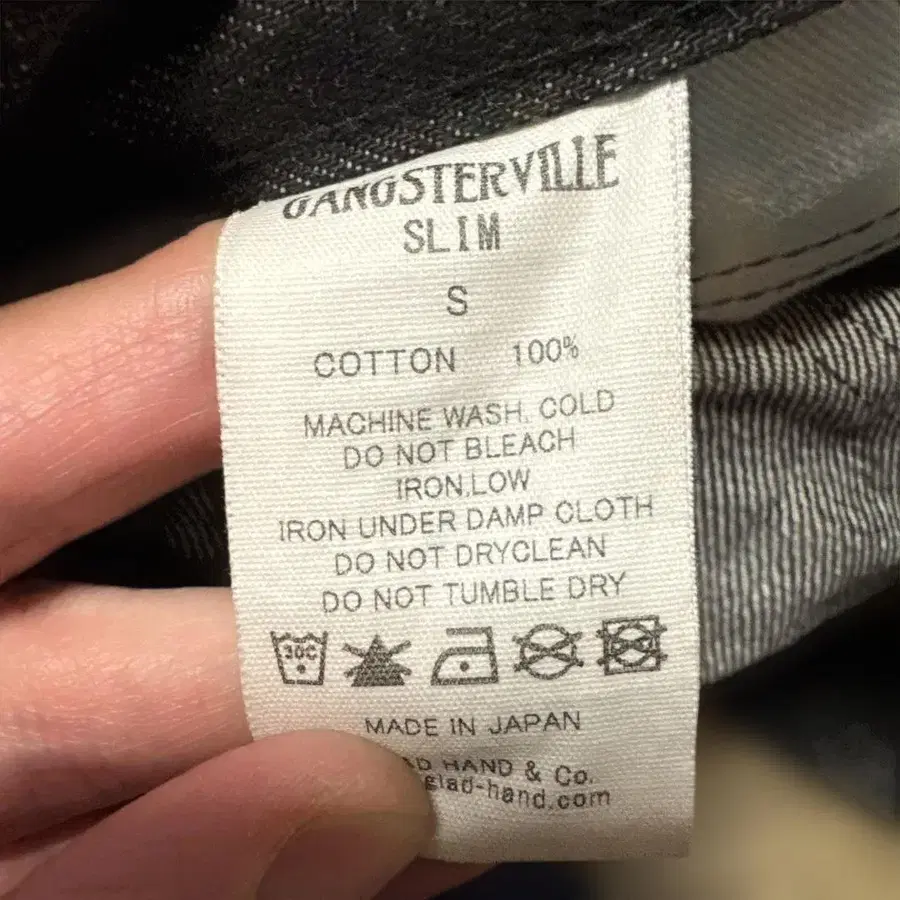 GANGSTERVILLE
SLIM
S
COTTON 100%
MACHINE WASH, COLD
DO NOT BLEACH
IRON,LOW
IRON UNDER DAMP CLOTH
DO NOT DRYCLEAN
DO NOT TUMBLE DRY
30C
MADE IN JAPAN
HAND & Co.
glad-hand.com